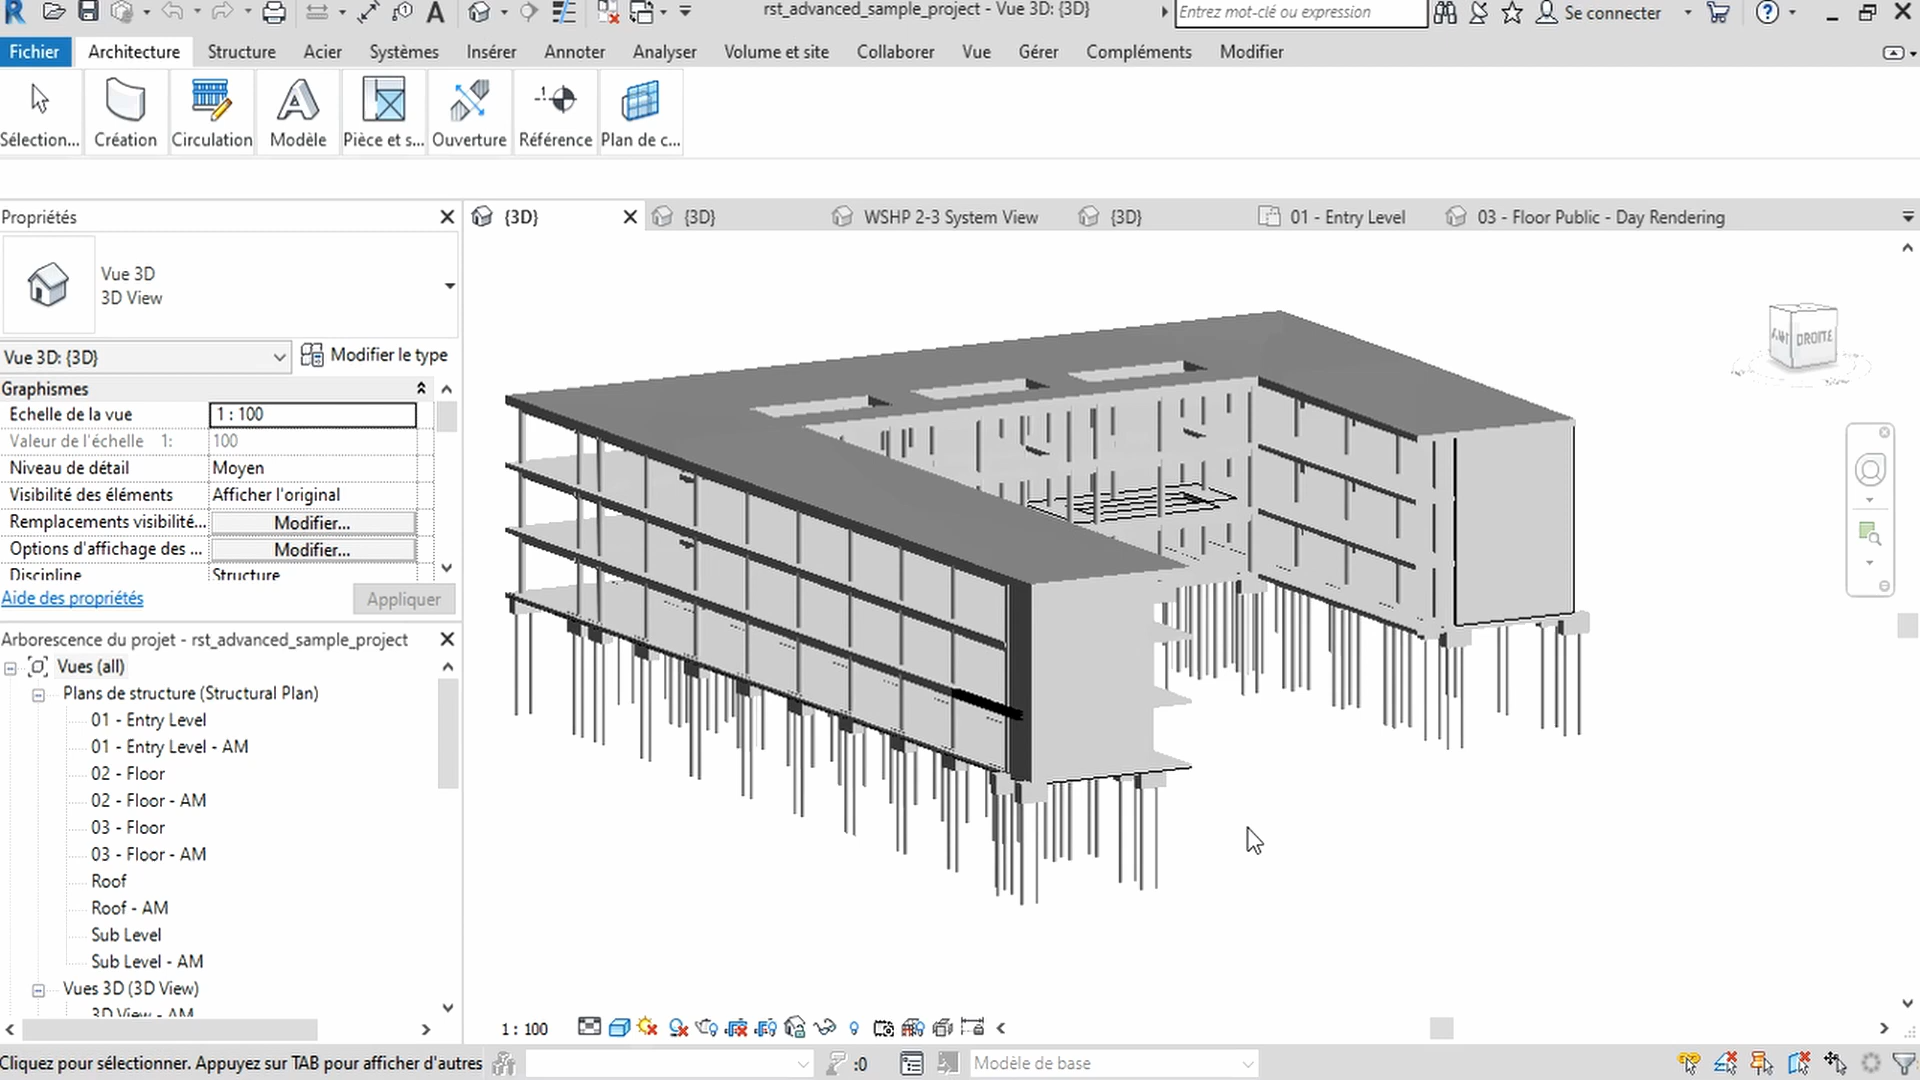 rst_advanced_sample_project - Vue 3D: {3D}
Entrez mot-clé ou expression
Se connecter
Fichier Architecture Structure Acier Systèmes Insérer Annoter Analyser Volume et site Collaborer Vue Gérer Compléments Modifier
Sélection... Création Circulation Modèle Pièce et s... Ouverture Référence Plan de c...
Propriétés
{3D} {3D} WSHP 2-3 System View {3D} 01 - Entry Level 03 - Floor Public - Day Rendering
Vue 3D
3D View
Vue 3D: {3D} Modifier le type
Graphismes
Echelle de la vue 1 : 100
Valeur de l'échelle 1: 100
Niveau de détail Moyen
Visibilité des éléments Afficher l'original
Remplacements visibilité... Modifier...
Options d'affichage des ... Modifier...
Discipline Structure
Aide des propriétés Appliquer
Arborescence du projet - rst_advanced_sample_project
Vues (all)
Plans de structure (Structural Plan)
01 - Entry Level
01 - Entry Level - AM
02 - Floor
02 - Floor - AM
03 - Floor
03 - Floor - AM
Roof
Roof - AM
Sub Level
Sub Level - AM
Vues 3D (3D View)
3D View - AM
DROITE
1 : 100
Cliquez pour sélectionner. Appuyez sur TAB pour afficher d'autres
:0
Modèle de base